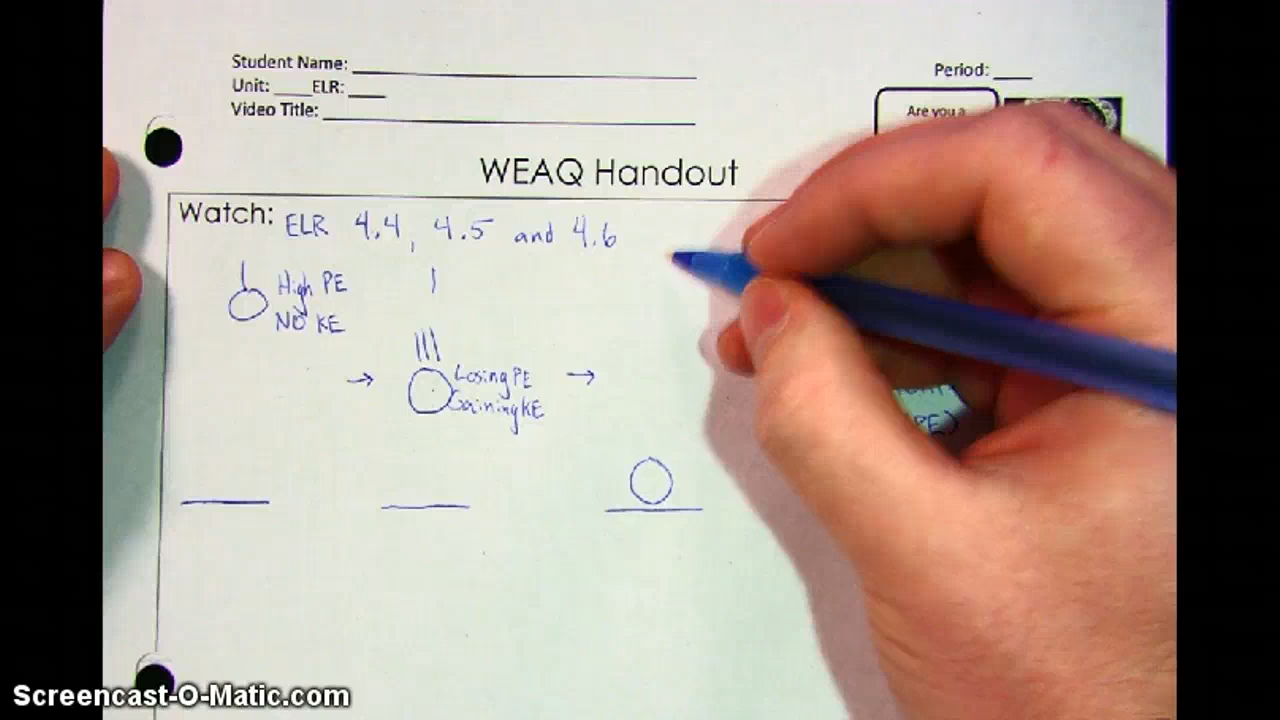 Student Name:
Period:
Unit: ELR:
Video Title:
Are you a
WEAQ Handout
Watch: ELR 4.4, 4.5 and 4.6
High PE
NO KE
Losing PE
Gaining KE
PE)
Screencast-O-Matic.com